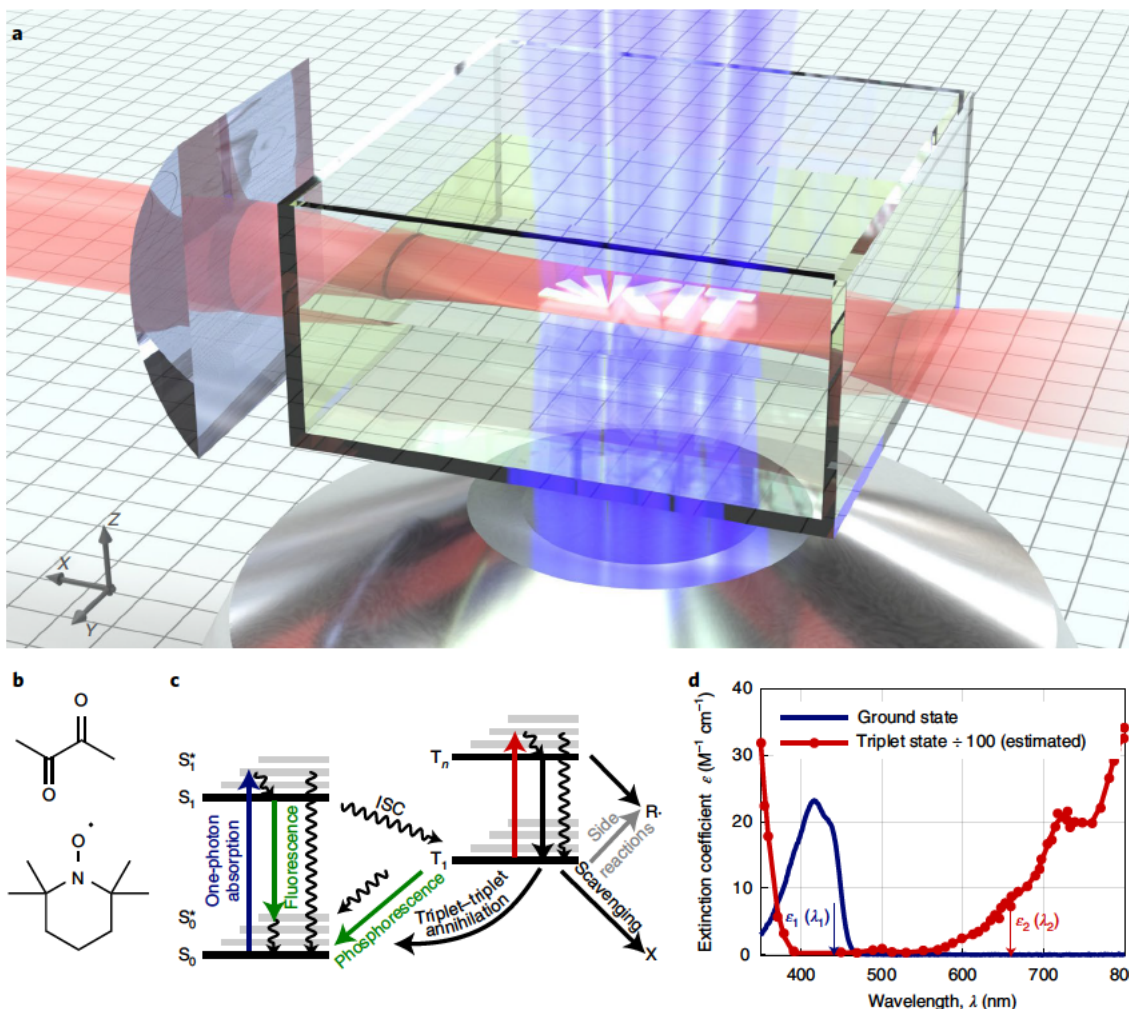 a
KIT
Z
X
Y
b
O
O
O
N
c
S₁*
S₁
One-photon
absorption
Fluorescence
S₀*
S₀
ISC
Tₙ
T₁
Phosphorescence
Triplet–triplet
annihilation
Side
reactions
R·
Scavenging
X
d
Extinction coefficient ε (M⁻¹ cm⁻¹)
40
30
20
10
0
Ground state
Triplet state ÷ 100 (estimated)
ε₁ (λ₁)
ε₂ (λ₂)
400
500
600
700
80
Wavelength, λ (nm)